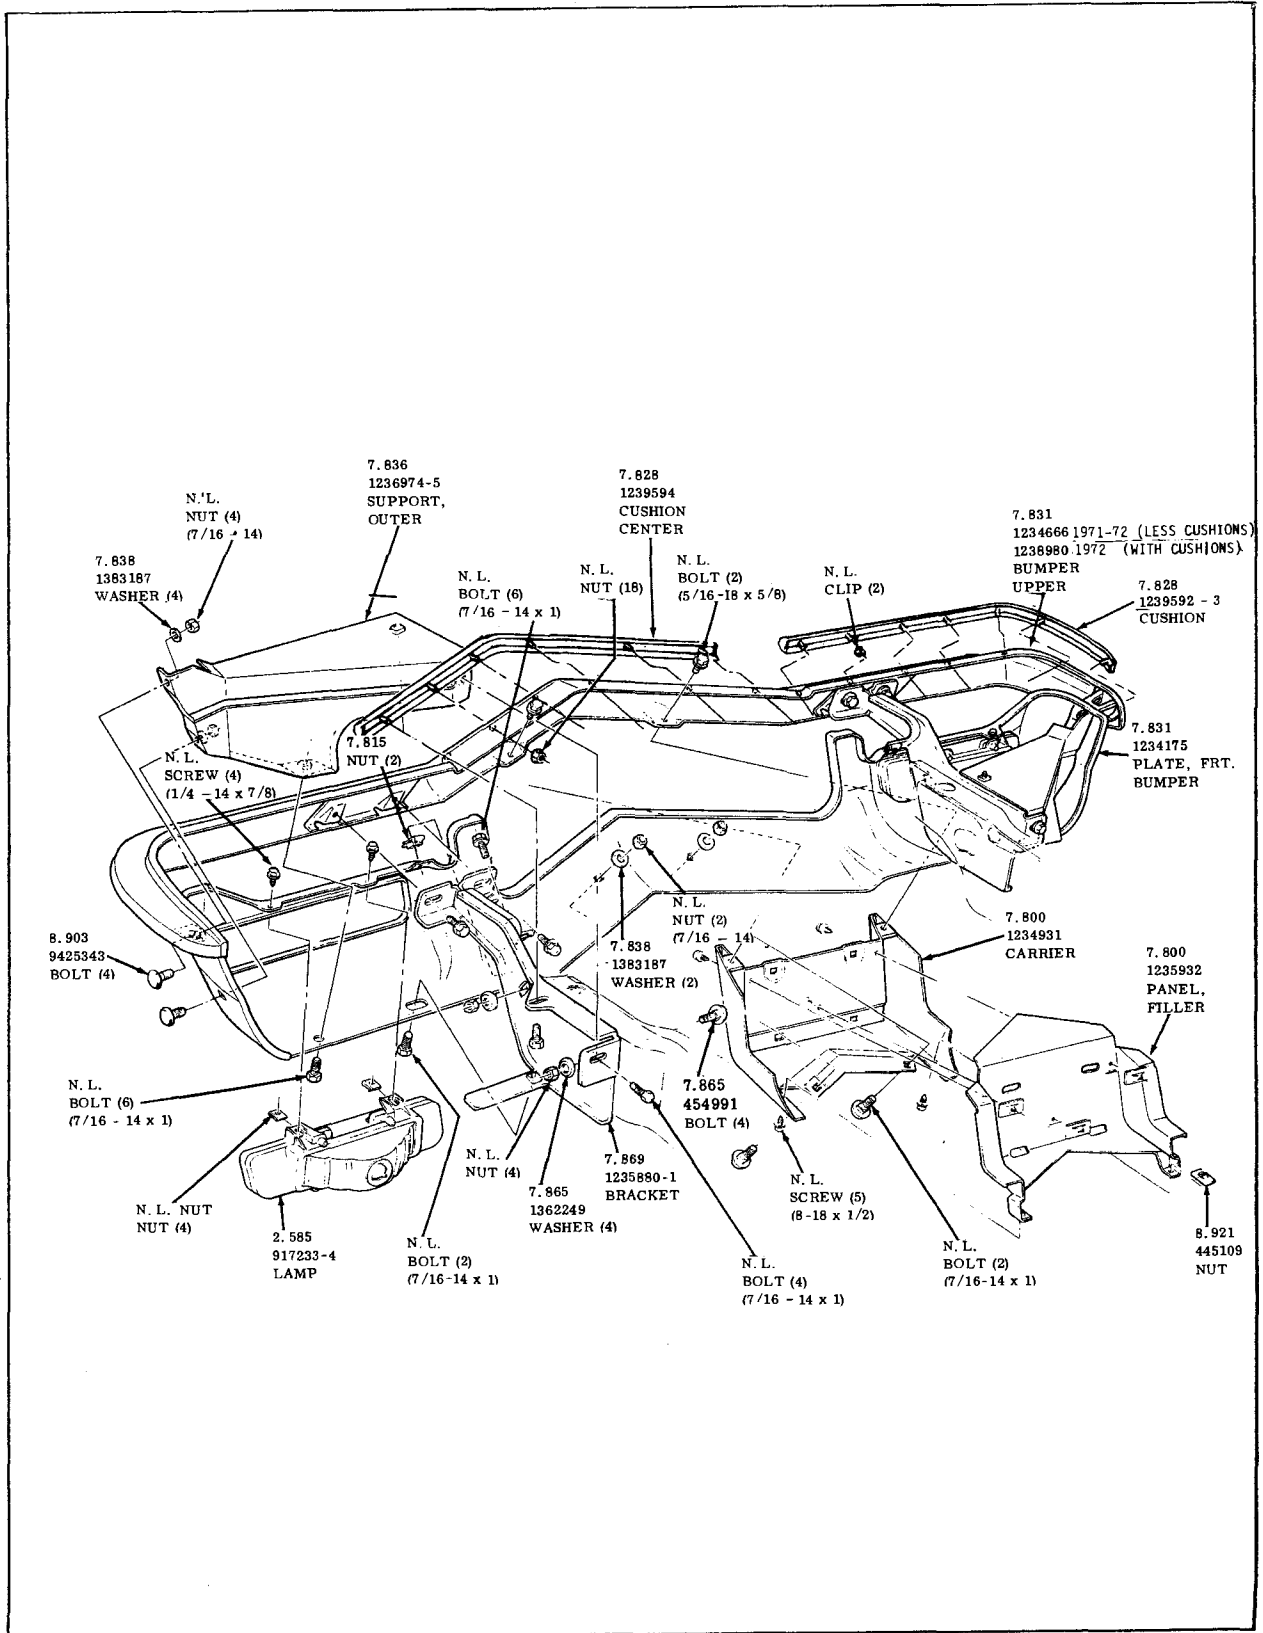 7.836
1236974-5
SUPPORT,
OUTER
N.'L.
NUT (4)
(7/16 - 14)
7.838
1383187
WASHER (4)
7.828
1239594
CUSHION
CENTER
N. L.
BOLT (6)
(7/16 - 14 x 1)
N. L.
NUT (18)
N. L.
BOLT (2)
(5/16-18 x 5/8)
N. L.
CLIP (2)
7.831
1234666 1971-72 (LESS CUSHIONS)
1238980 1972 (WITH CUSHIONS)
BUMPER
UPPER
7.828
1239592 - 3
CUSHION
7.815
NUT (2)
N. L.
SCREW (4)
(1/4 - 14 x 7/8)
7.831
1234175
PLATE, FRT.
BUMPER
8.903
9425343
BOLT (4)
7.838
1383187
WASHER (2)
N. L.
NUT (2)
(7/16 - 14)
7.800
1234931
CARRIER
7.800
1235932
PANEL,
FILLER
N. L.
BOLT (6)
(7/16 - 14 x 1)
7.865
454991
BOLT (4)
N. L.
NUT (4)
7.865
1362249
WASHER (4)
7.869
1235880-1
BRACKET
N. L.
SCREW (5)
(8-18 x 1/2)
N. L. NUT
NUT (4)
2.585
917233-4
LAMP
N. L.
BOLT (2)
(7/16-14 x 1)
N. L.
BOLT (4)
(7/16 - 14 x 1)
N. L.
BOLT (2)
(7/16-14 x 1)
8.921
445109
NUT